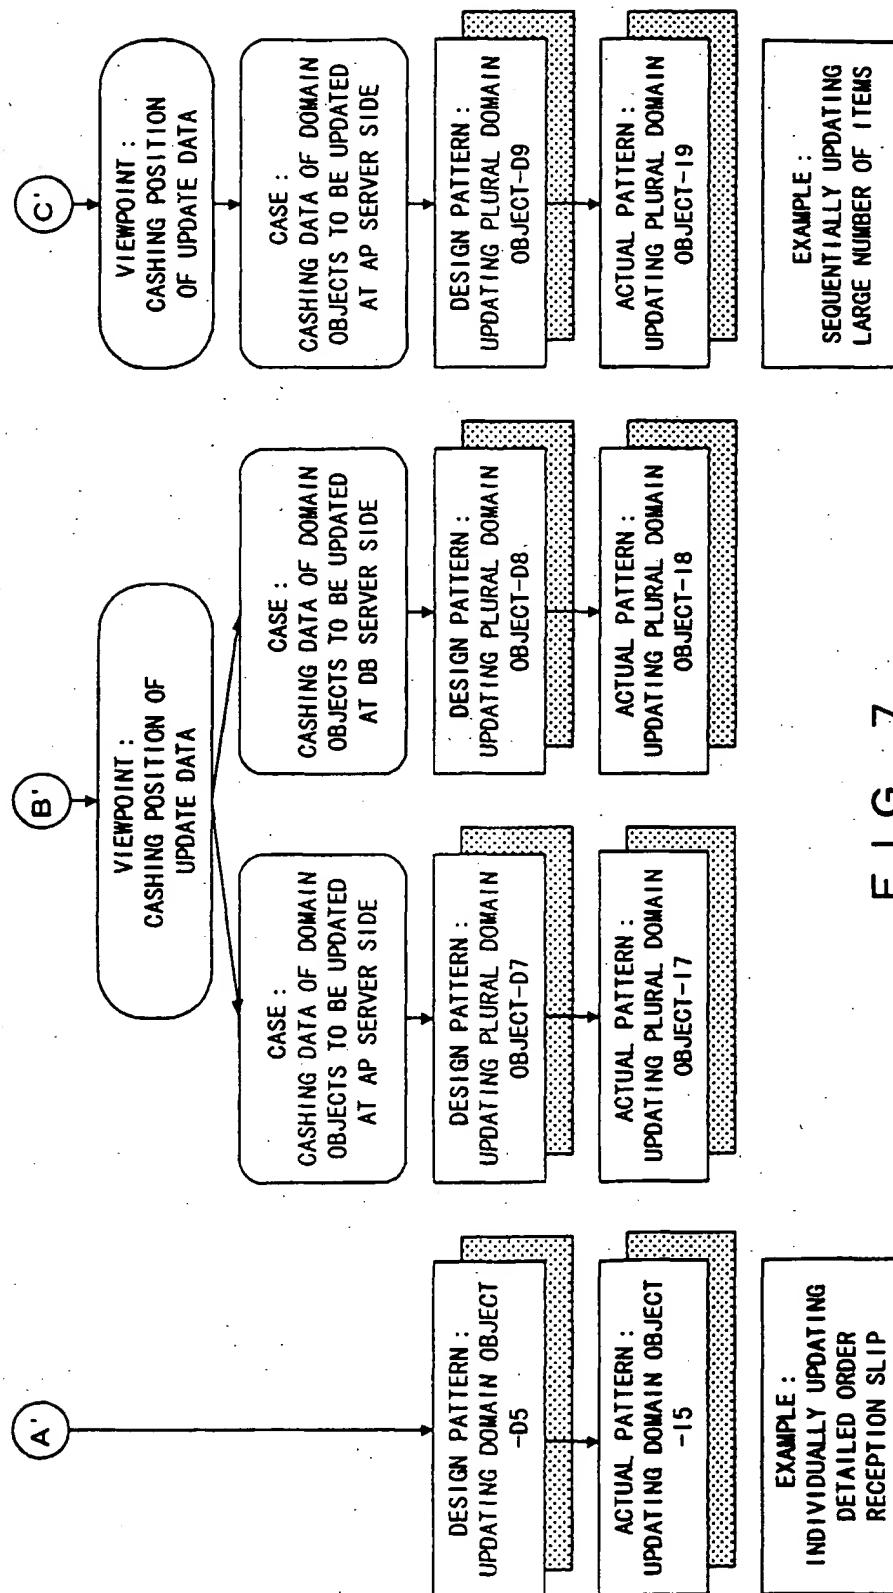 A'
DESIGN PATTERN :
UPDATING DOMAIN OBJECT
-D5
ACTUAL PATTERN :
UPDATING DOMAIN OBJECT
-I5
EXAMPLE :
INDIVIDUALLY UPDATING
DETAILED ORDER
RECEPTION SLIP
B'
VIEWPOINT :
CASHING POSITION OF
UPDATE DATA
CASE :
CASHING DATA OF DOMAIN
OBJECTS TO BE UPDATED
AT AP SERVER SIDE
DESIGN PATTERN :
UPDATING PLURAL DOMAIN
OBJECT-D7
ACTUAL PATTERN :
UPDATING PLURAL DOMAIN
OBJECT-I7
CASE :
CASHING DATA OF DOMAIN
OBJECTS TO BE UPDATED
AT DB SERVER SIDE
DESIGN PATTERN :
UPDATING PLURAL DOMAIN
OBJECT-D8
ACTUAL PATTERN :
UPDATING PLURAL DOMAIN
OBJECT-I8
C'
VIEWPOINT :
CASHING POSITION
OF UPDATE DATA
CASE :
CASHING DATA OF DOMAIN
OBJECTS TO BE UPDATED
AT AP SERVER SIDE
DESIGN PATTERN :
UPDATING PLURAL DOMAIN
OBJECT-D9
ACTUAL PATTERN :
UPDATING PLURAL DOMAIN
OBJECT-I9
EXAMPLE :
SEQUENTIALLY UPDATING
LARGE NUMBER OF ITEMS
FIG. 7